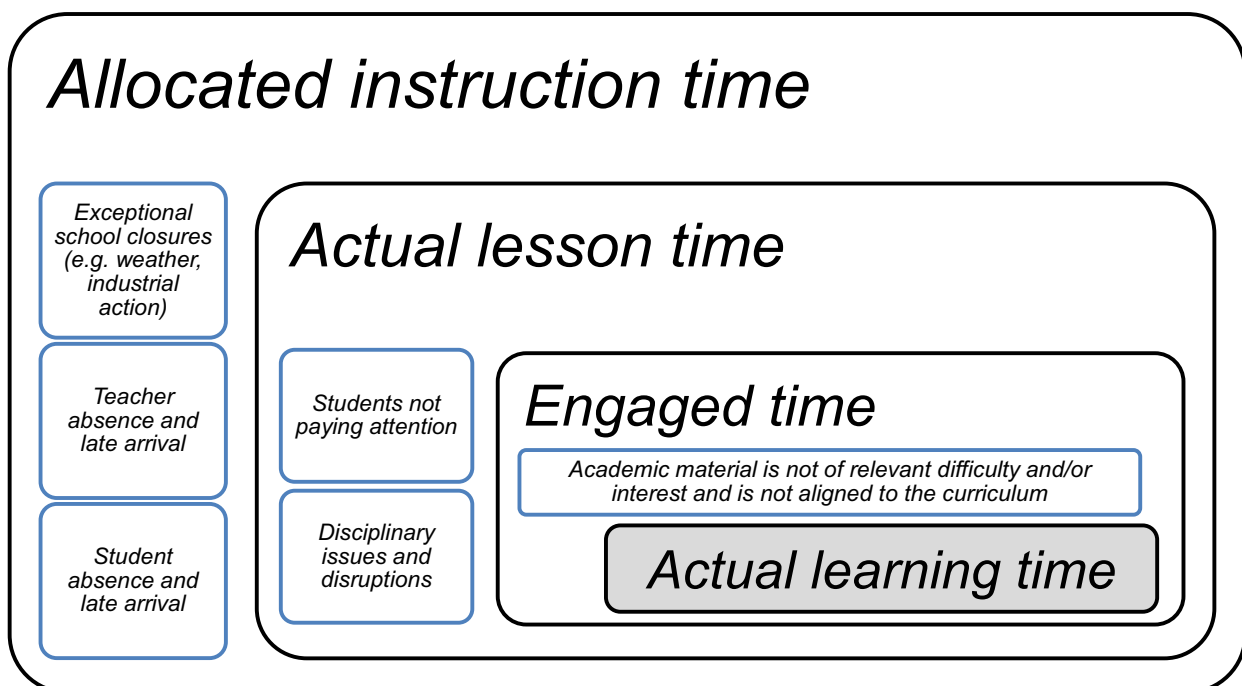 Allocated instruction time
Exceptional
school closures
(e.g. weather,
industrial
action)
Teacher
absence and
late arrival
Student
absence and
late arrival
Actual lesson time
Students not
paying attention
Disciplinary
issues and
disruptions
Engaged time
Academic material is not of relevant difficulty and/or
interest and is not aligned to the curriculum
Actual learning time